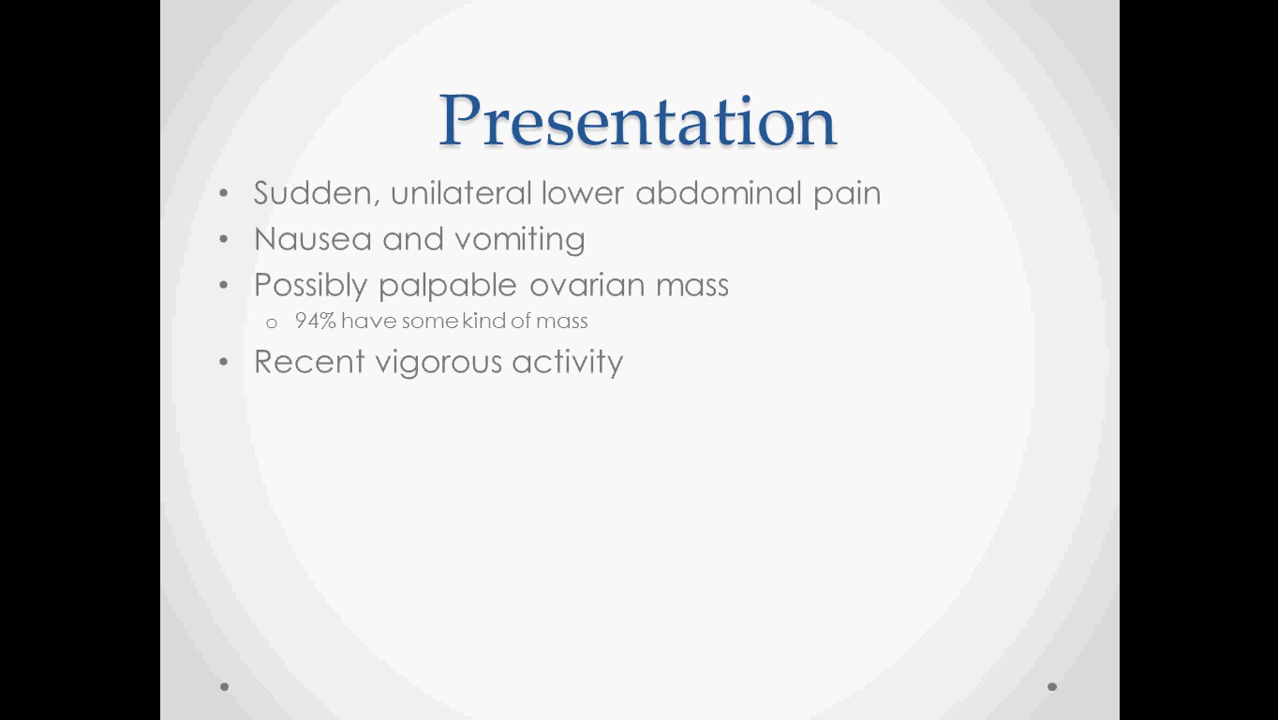 Presentation
• Sudden, unilateral lower abdominal pain
• Nausea and vomiting
• Possibly palpable ovarian mass
o 94% have some kind of mass
• Recent vigorous activity